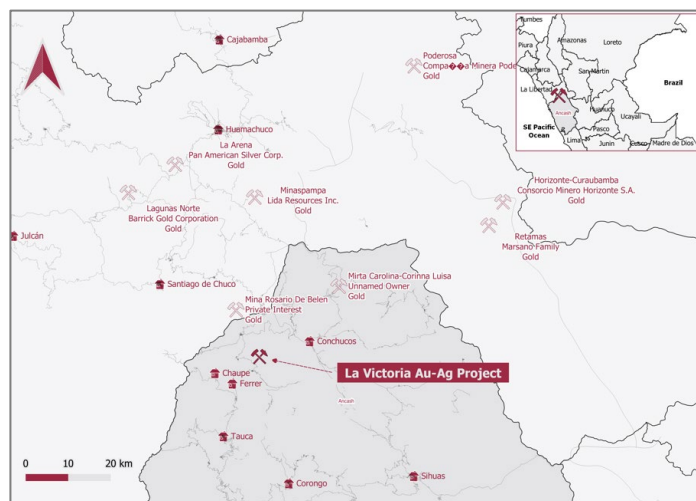 Cajabamba
Poderosa
Compa��a Minera Pode
Gold
Huamachuco
La Arena
Pan American Silver Corp.
Gold
Lagunas Norte
Barrick Gold Corporation
Gold
Minaspampa
Lida Resources Inc.
Gold
Horizonte-Curaubamba
Consorcio Minero Horizonte S.A.
Gold
Retamas
Marsano Family
Gold
Julcán
Santiago de Chuco
Mirta Carolina-Corinna Luisa
Unnamed Owner
Gold
Mina Rosario De Belen
Private Interest
Gold
Conchucos
La Victoria Au-Ag Project
Chaupe
Ferrer
Ancash
Tauca
Corongo
Sihuas
0 10 20 km
Tumbes
Piura
Amazonas
Loreto
Cajamarca
San Martin
La Libertad
Brazil
Ancash
Huanuco
Ucayali
SE Pacific
Ocean
Pasco
Lima
Junin
Cusco
Madre de Dios